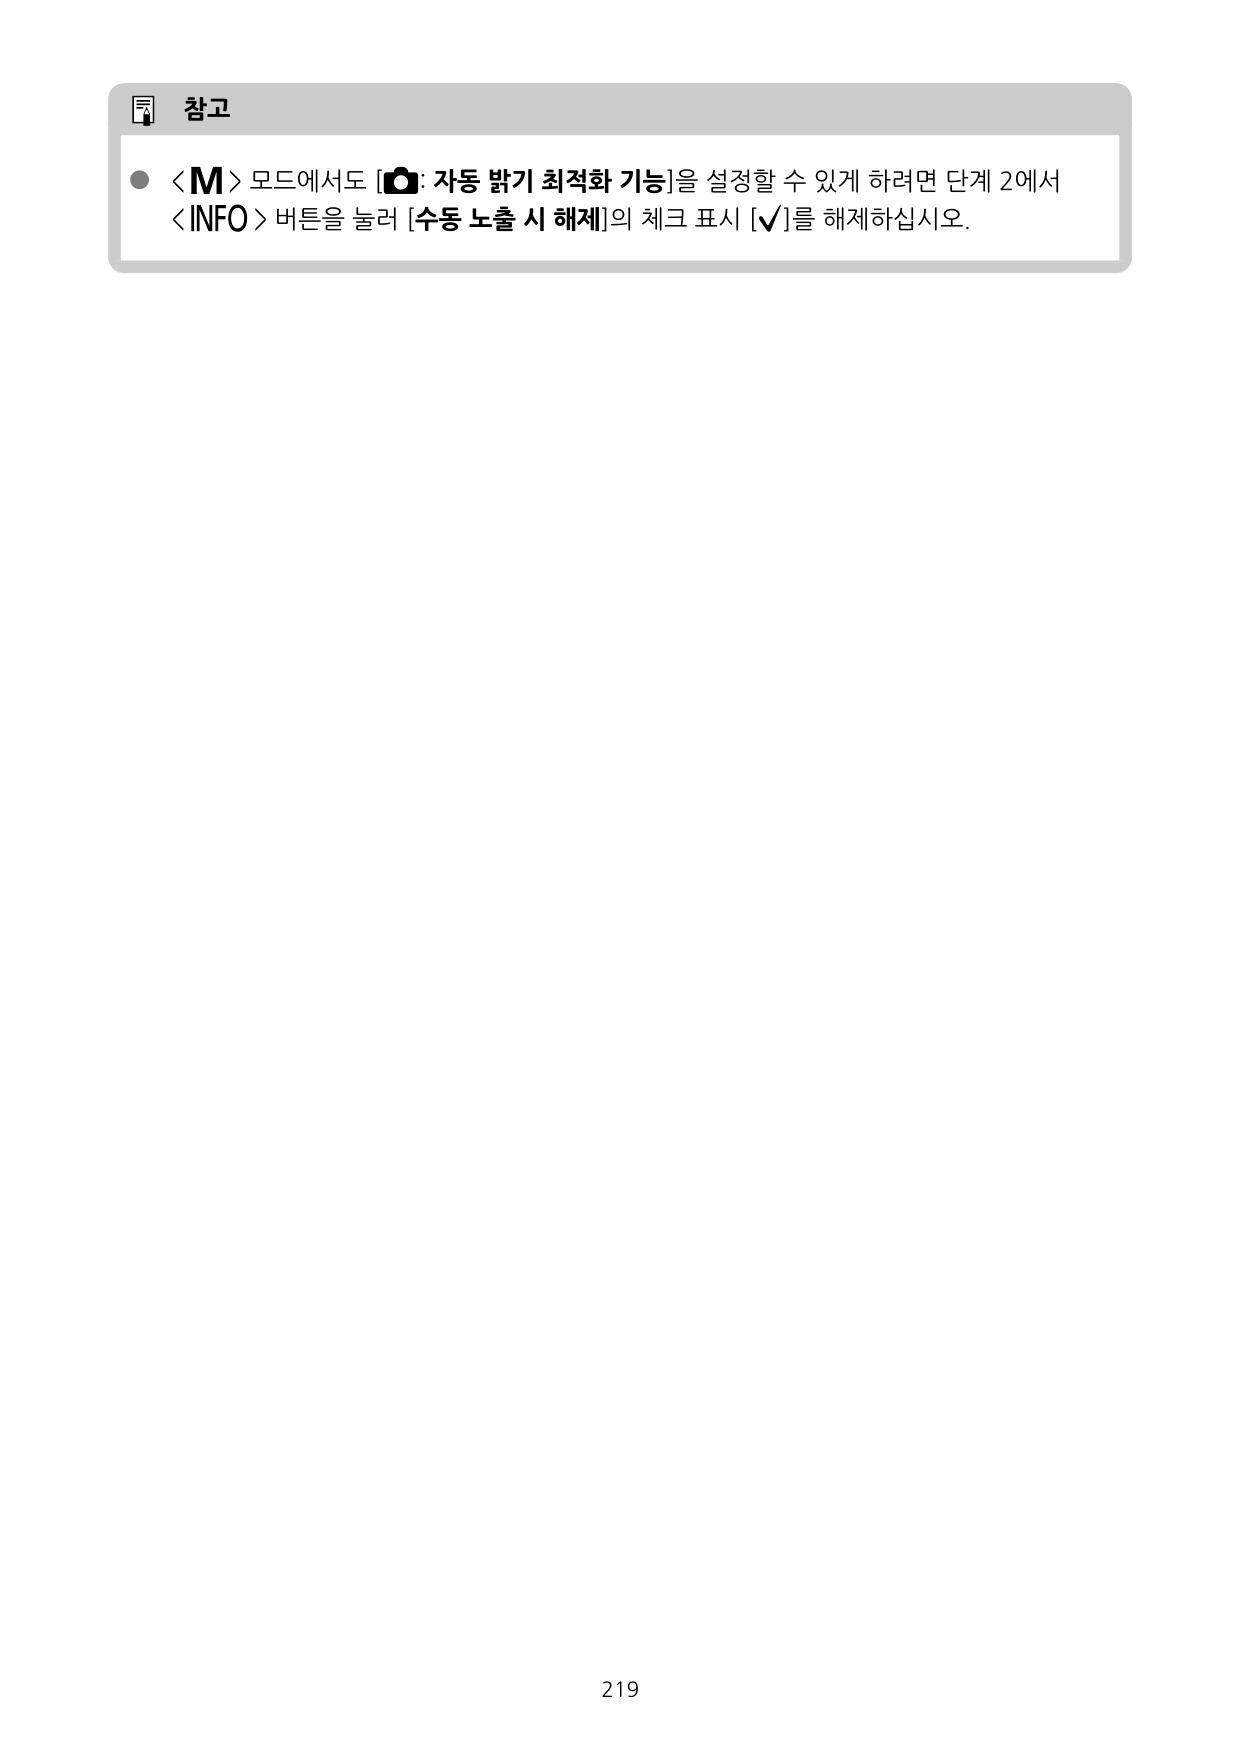 참고
● <M> 모드에서도 [📷: 자동 밝기 최적화 기능]을 설정할 수 있게 하려면 단계 2에서
<INFO> 버튼을 눌러 [수동 노출 시 해제]의 체크 표시 [✓]를 해제하십시오.
219